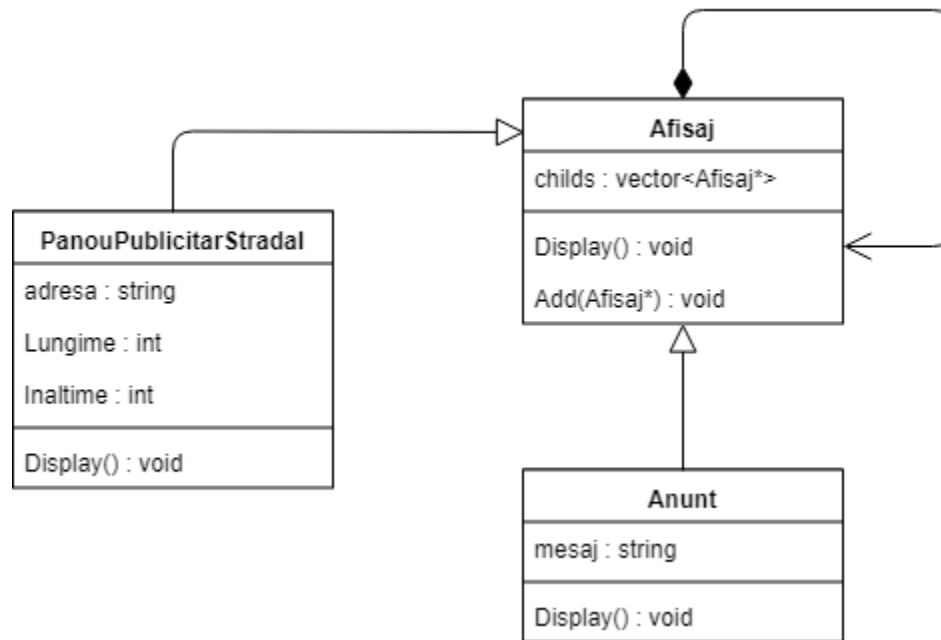 Afisaj
childs : vector<Afisaj*>
Display() : void
Add(Afisaj*) : void
PanouPublicitarStradal
adresa : string
Lungime : int
Inaltime : int
Display() : void
Anunt
mesaj : string
Display() : void